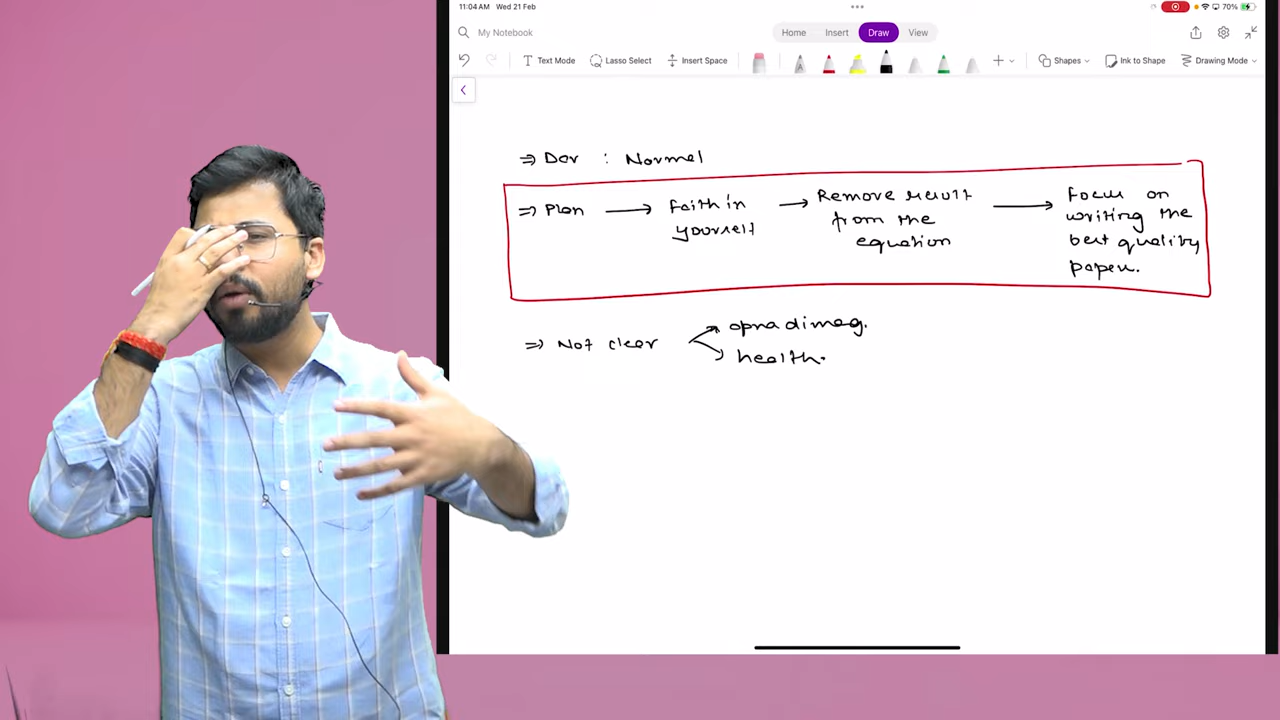 11:04 AM Wed 21 Feb
70%
My Notebook
Home Insert Draw View
Text Mode Lasso Select Insert Space Shapes Ink to Shape Drawing Mode
⇒ Dar : Normal
⇒ Plan → Faith in yourself → Remove result from the equation → Focus on writing the best quality paper.
⇒ Not clear → apna dimag.
→ health.